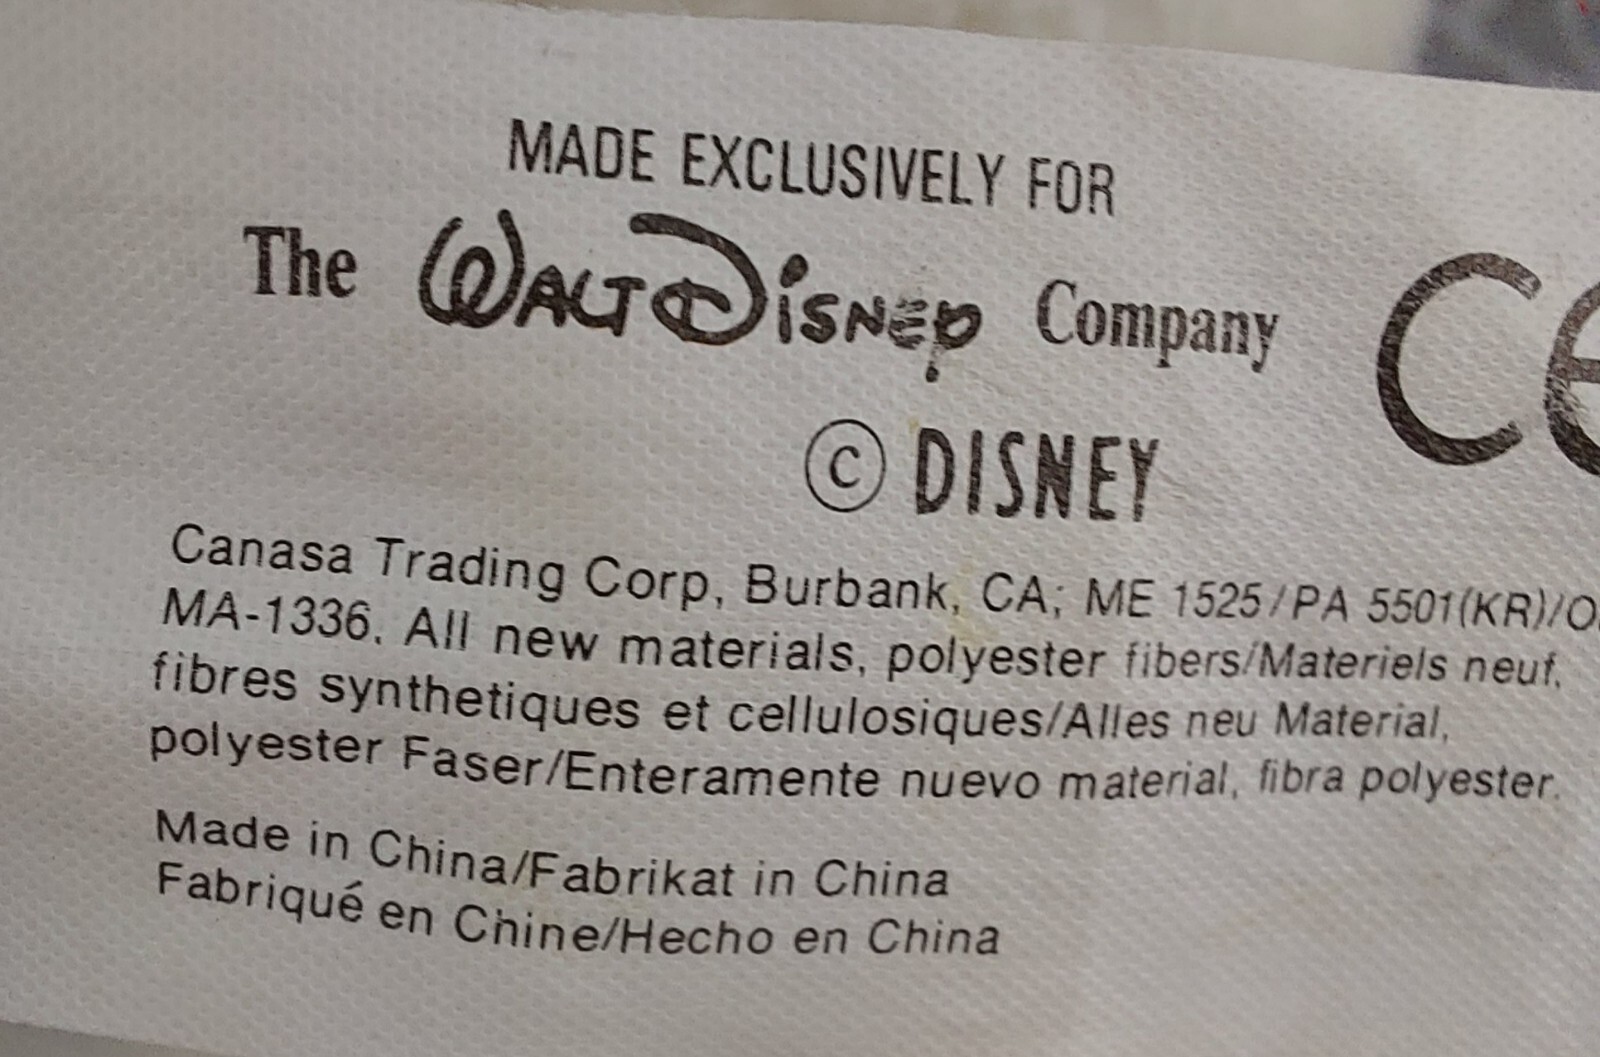 MADE EXCLUSIVELY FOR
The WALT DISNEY Company
CE
© DISNEY
Canasa Trading Corp, Burbank, CA; ME 1525/PA 5501(KR)/
MA-1336. All new materials, polyester fibers/Materiels neuf,
fibres synthetiques et cellulosiques/Alles neu Material,
polyester Faser/Enteramente nuevo material, fibra polyester.
Made in China/Fabrikat in China
Fabriqué en Chine/Hecho en China